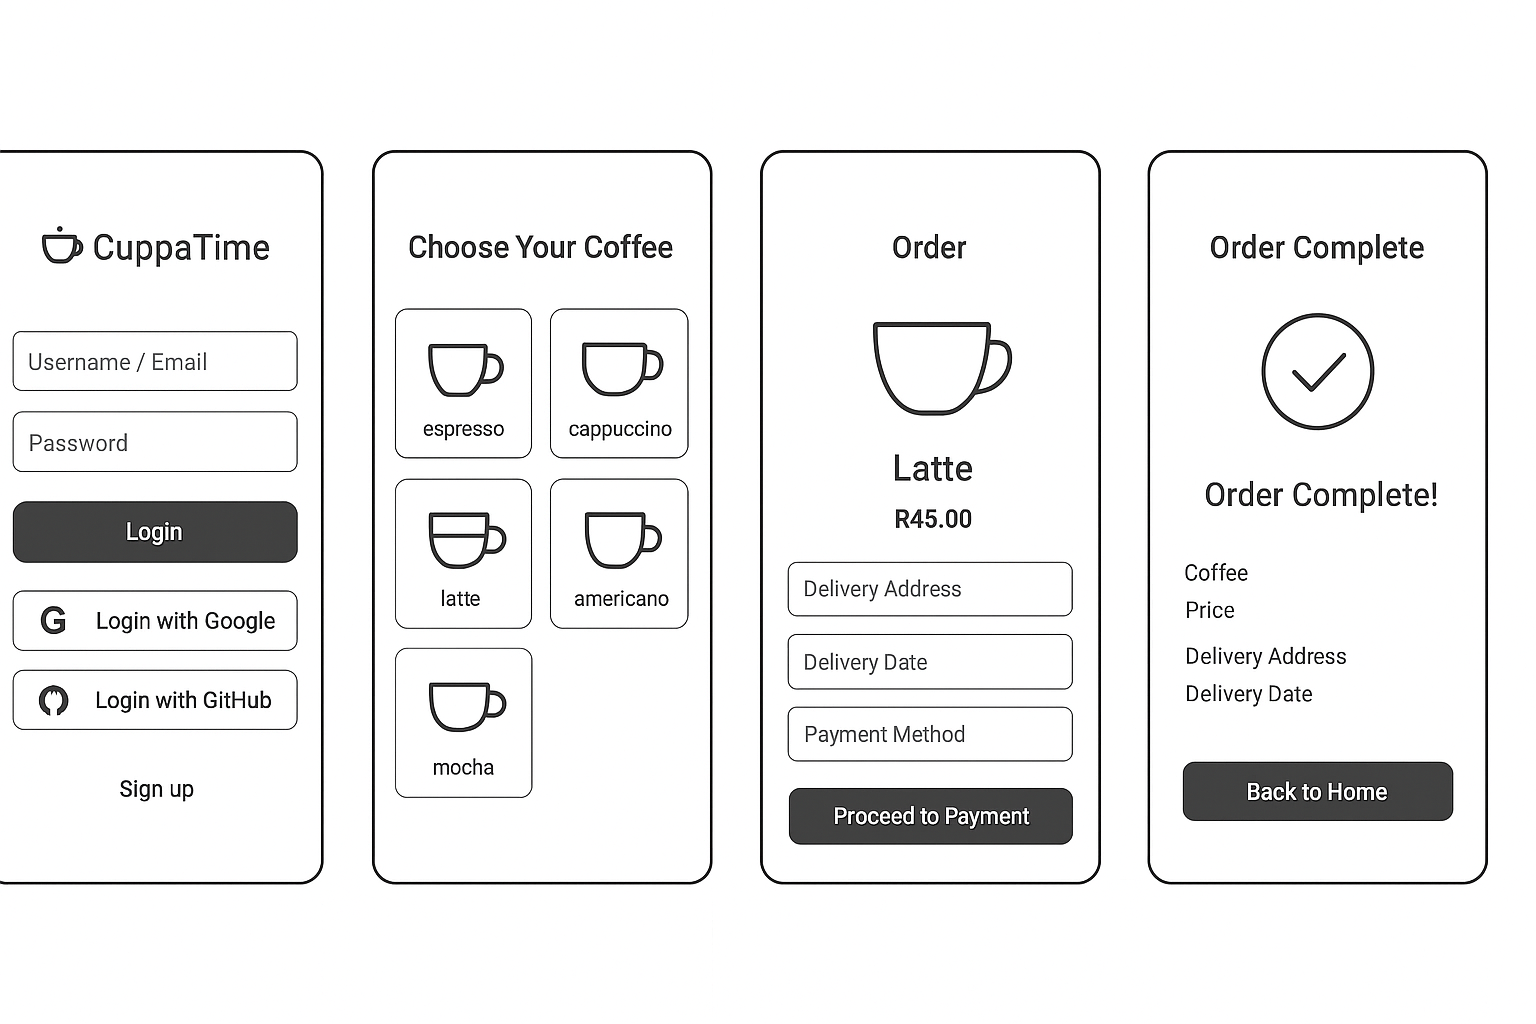 CuppaTime
Username / Email
Password
Login
G Login with Google
Login with GitHub
Sign up
Choose Your Coffee
espresso
cappuccino
latte
americano
mocha
Order
Latte
R45.00
Delivery Address
Delivery Date
Payment Method
Proceed to Payment
Order Complete
Order Complete!
Coffee
Price
Delivery Address
Delivery Date
Back to Home